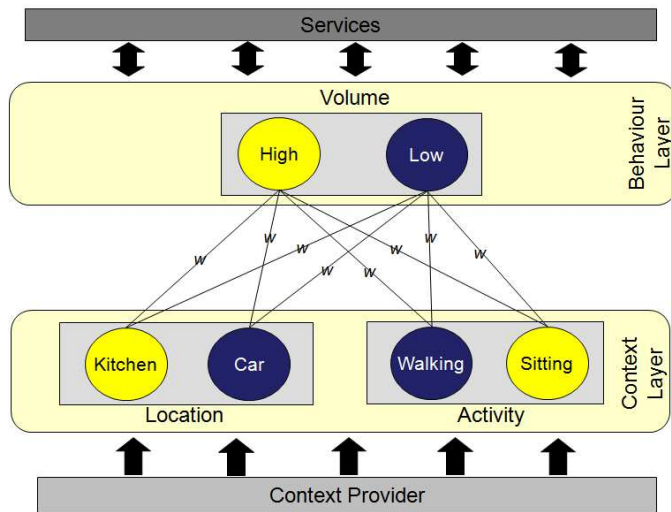 Services
Volume
High
Low
Behaviour
Layer
w
w
w
w
w
w
w
Kitchen
Car
Walking
Sitting
Location
Activity
Context
Layer
Context Provider